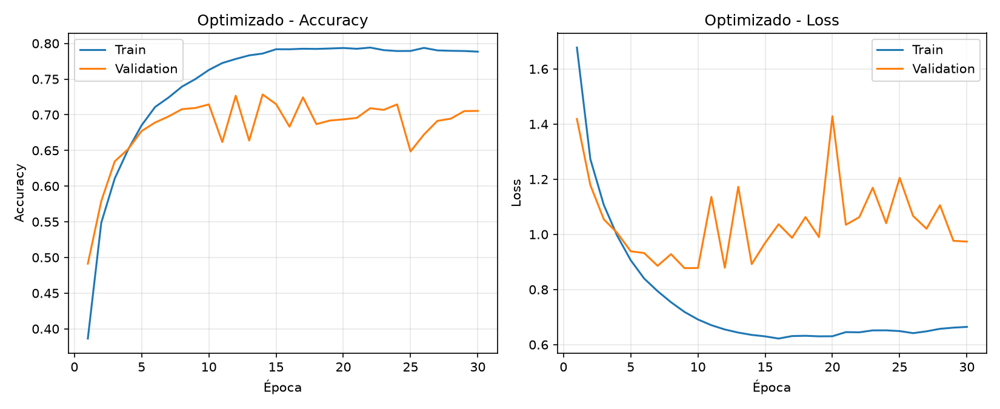 Optimizado - Accuracy
Train
Validation
0.80
0.75
0.70
0.65
0.60
0.55
0.50
0.45
0.40
Accuracy
0 5 10 15 20 25 30
Época
Optimizado - Loss
Train
Validation
1.6
1.4
1.2
1.0
0.8
0.6
Loss
0 5 10 15 20 25 30
Época